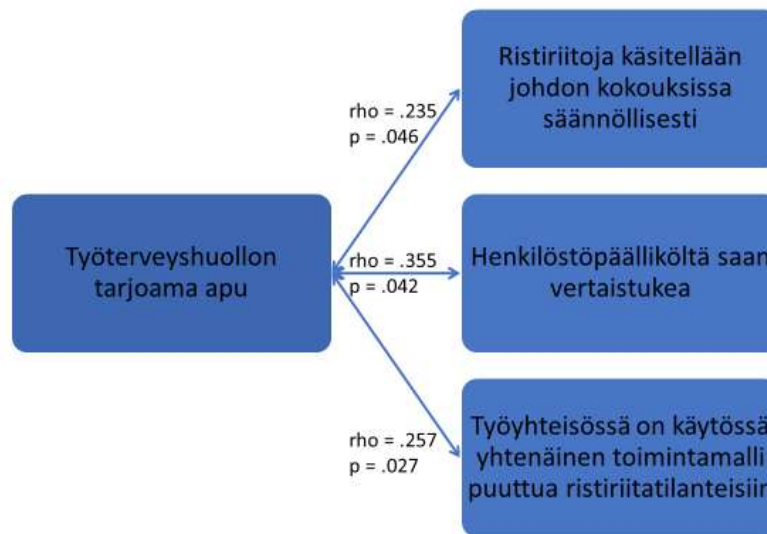 Ristiriitoja käsitellään
johdon kokouksissa
säännöllisesti
rho = .235
p = .046
Työterveyshuollon
tarjoama apu
rho = .355
p = .042
Henkilöstöpäälliköltä saan
vertaistukea
rho = .257
p = .027
Työyhteisössä on käytössä
yhtenäinen toimintamalli
puuttua ristiriitatilanteisiin